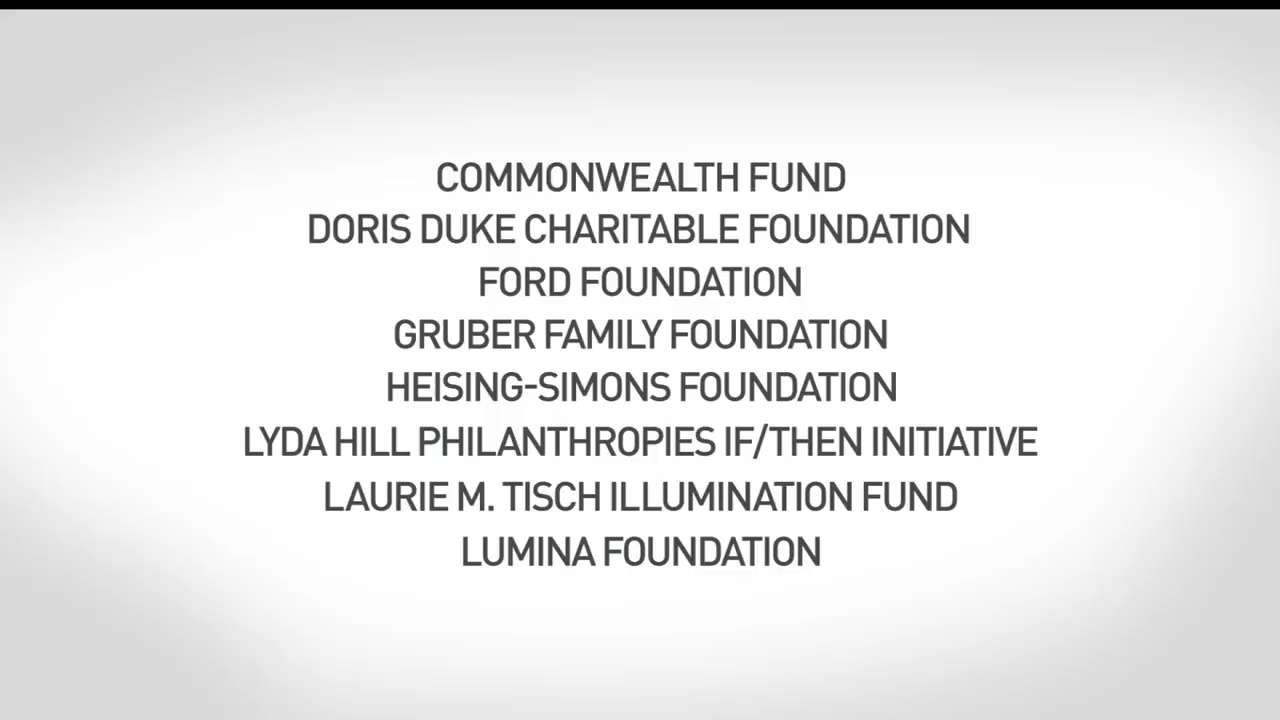 COMMONWEALTH FUND
DORIS DUKE CHARITABLE FOUNDATION
FORD FOUNDATION
GRUBER FAMILY FOUNDATION
HEISING-SIMONS FOUNDATION
LYDA HILL PHILANTHROPIES IF/THEN INITIATIVE
LAURIE M. TISCH ILLUMINATION FUND
LUMINA FOUNDATION